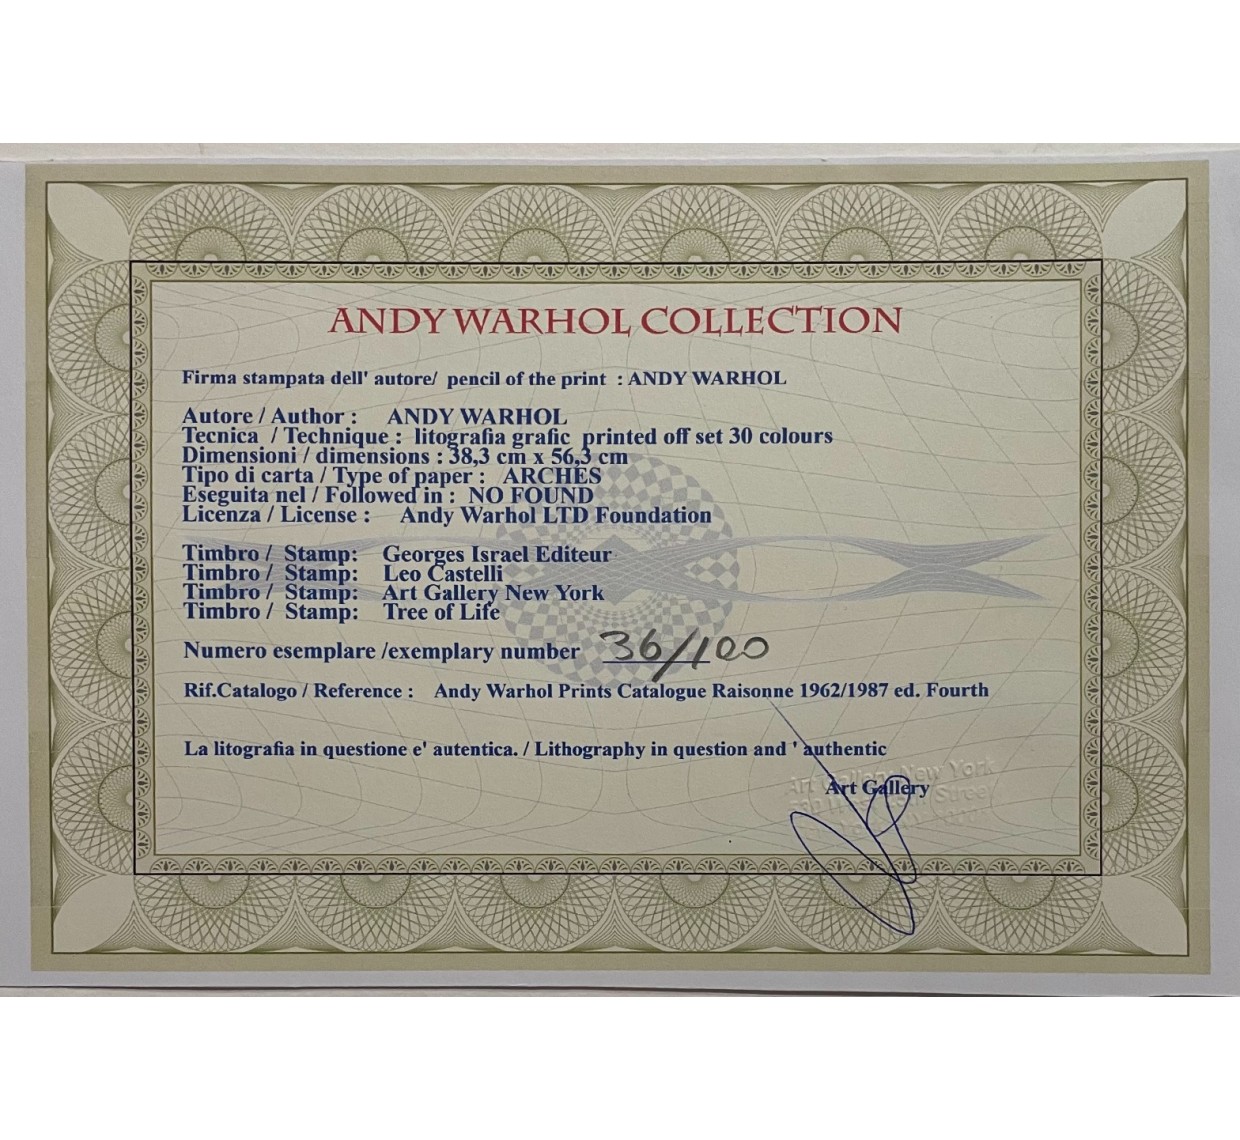 ANDY WARHOL COLLECTION
Firma stampata dell' autore/ pencil of the print : ANDY WARHOL
Autore / Author : ANDY WARHOL
Tecnica / Technique : litografia grafic printed off set 30 colours
Dimensioni / dimensions : 38,3 cm x 56,3 cm
Tipo di carta / Type of paper : ARCHES
Eseguita nel / Followed in : NO FOUND
Licenza / License : Andy Warhol LTD Foundation
Timbro / Stamp: Georges Israel Editeur
Timbro / Stamp: Leo Castelli
Timbro / Stamp: Art Gallery New York
Timbro / Stamp: Tree of Life
Numero esemplare /exemplary number 36/100
Rif.Catalogo / Reference : Andy Warhol Prints Catalogue Raisonne 1962/1987 ed. Fourth
La litografia in questione e' autentica. / Lithography in question and ' authentic
Art Gallery New York
Street
Art Gallery